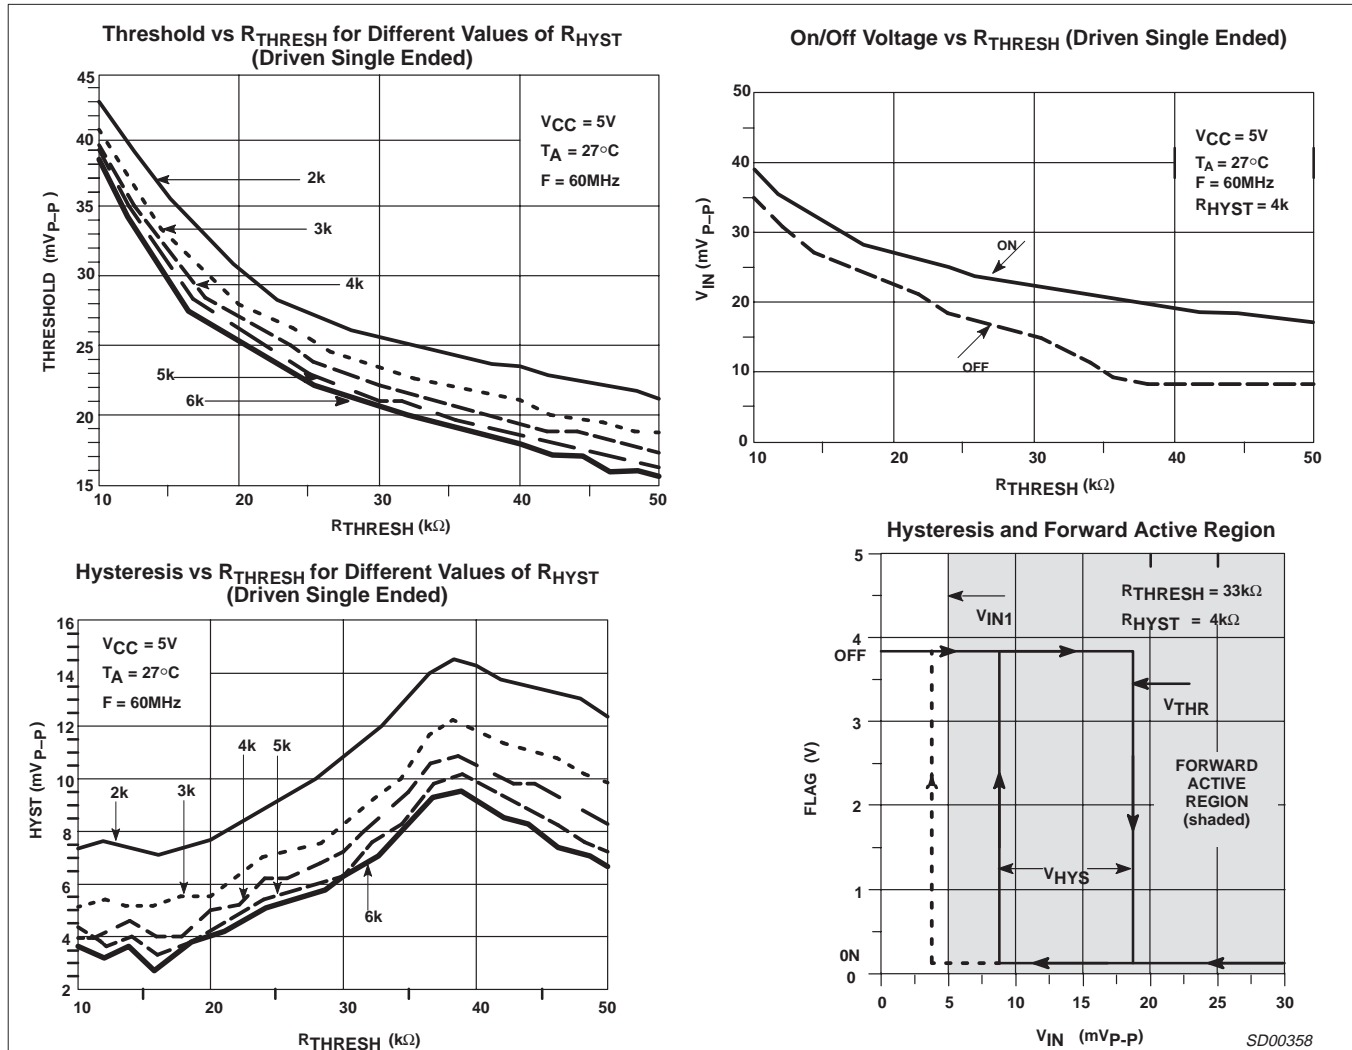 Threshold vs RTHRESH for Different Values of RHYST
(Driven Single Ended)
45
40
35
30
25
20
15
THRESHOLD (mVP–P)
VCC = 5V
TA = 27°C
F = 60MHz
2k
3k
4k
5k
6k
10
20
30
40
50
RTHRESH (kΩ)
On/Off Voltage vs RTHRESH (Driven Single Ended)
50
40
30
20
10
0
VIN (mVP–P)
VCC = 5V
TA = 27°C
F = 60MHz
RHYST = 4k
ON
OFF
10
20
30
40
50
RTHRESH (kΩ)
Hysteresis vs RTHRESH for Different Values of RHYST
(Driven Single Ended)
16
14
12
10
8
6
4
2
HYST (mVP–P)
VCC = 5V
TA = 27°C
F = 60MHz
2k
3k
4k
5k
6k
10
20
30
40
50
RTHRESH (kΩ)
Hysteresis and Forward Active Region
5
4
OFF
3
2
1
0N
0
FLAG (V)
VIN1
RTHRESH = 33kΩ
RHYST = 4kΩ
VTHR
FORWARD
ACTIVE
REGION
(shaded)
VHYS
0
5
10
15
20
25
30
VIN (mVP-P)
SD00358